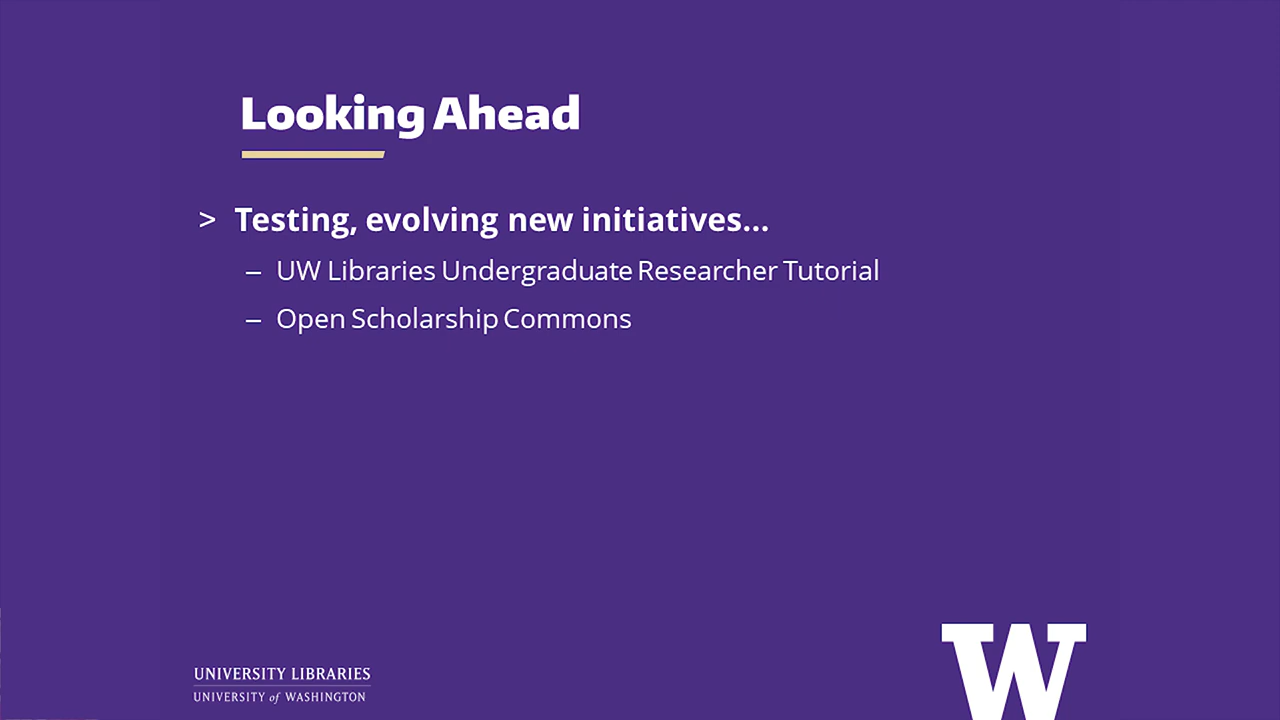 Looking Ahead
> Testing, evolving new initiatives...
– UW Libraries Undergraduate Researcher Tutorial
– Open Scholarship Commons
UNIVERSITY LIBRARIES
UNIVERSITY of WASHINGTON
W